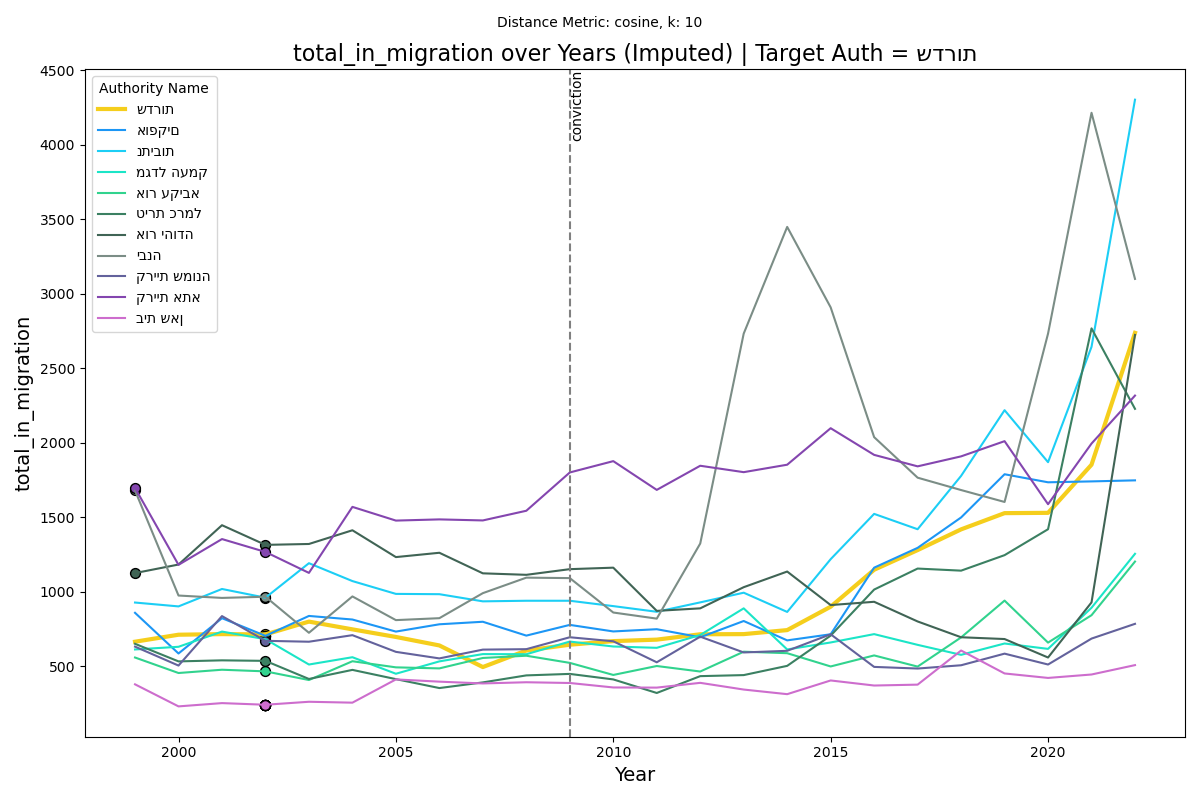 Distance Metric: cosine, k: 10
total_in_migration over Years (Imputed) | Target Auth = שדרות
4500
4000
3500
3000
2500
2000
1500
1000
500
total_in_migration
Authority Name
שדרות
אופקים
נתיבות
מגדל העמק
אור עקיבא
טירת כרמל
אור יהודה
יבנה
קריית שמונה
קריית אתא
בית שאן
conviction
2000
2005
2010
2015
2020
Year